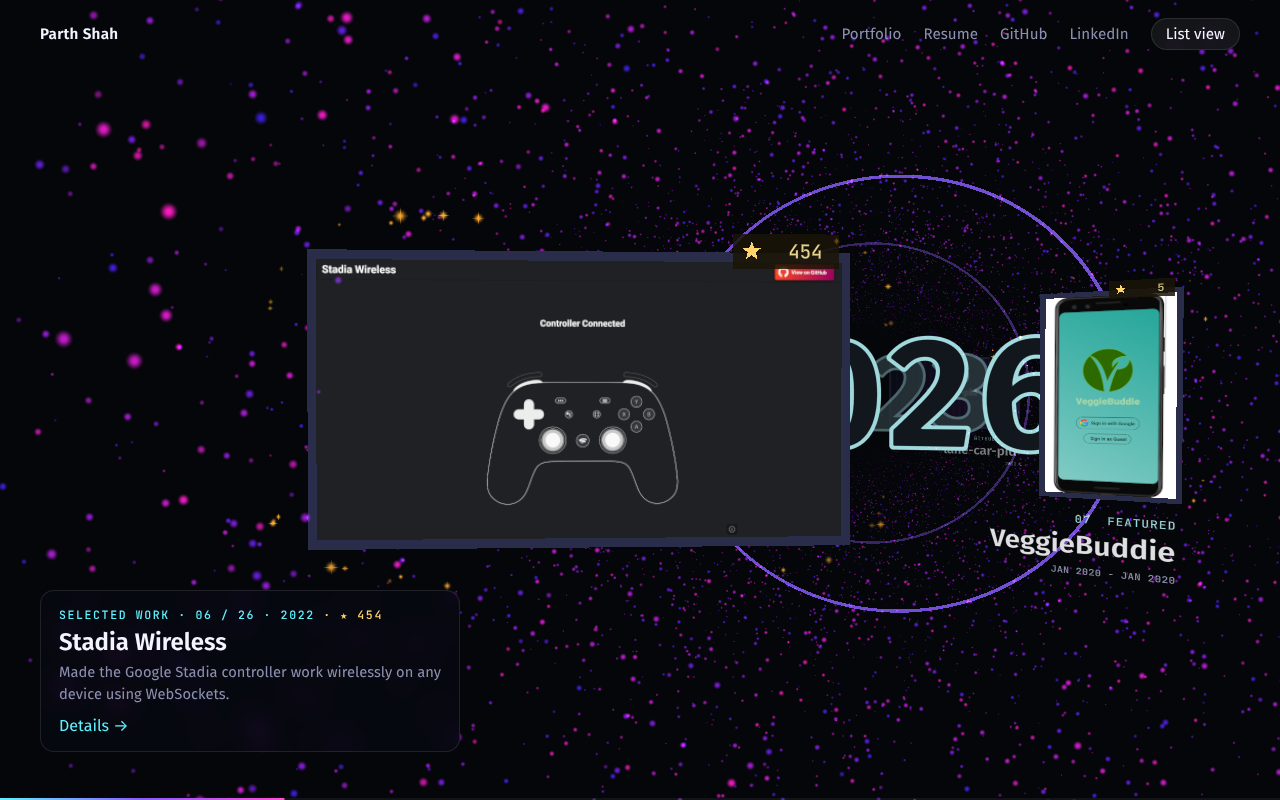 Parth Shah
Portfolio
Resume
GitHub
LinkedIn
List view
★ 454
Stadia Wireless
View on GitHub
Controller Connected
026
★ 5
VeggieBuddie
Sign in with Google
Sign in as Guest
07 FEATURED
VeggieBuddie
JAN 2020 - JAN 2020
SELECTED WORK · 06 / 26 · 2022 · ★ 454
Stadia Wireless
Made the Google Stadia controller work wirelessly on any
device using WebSockets.
Details →